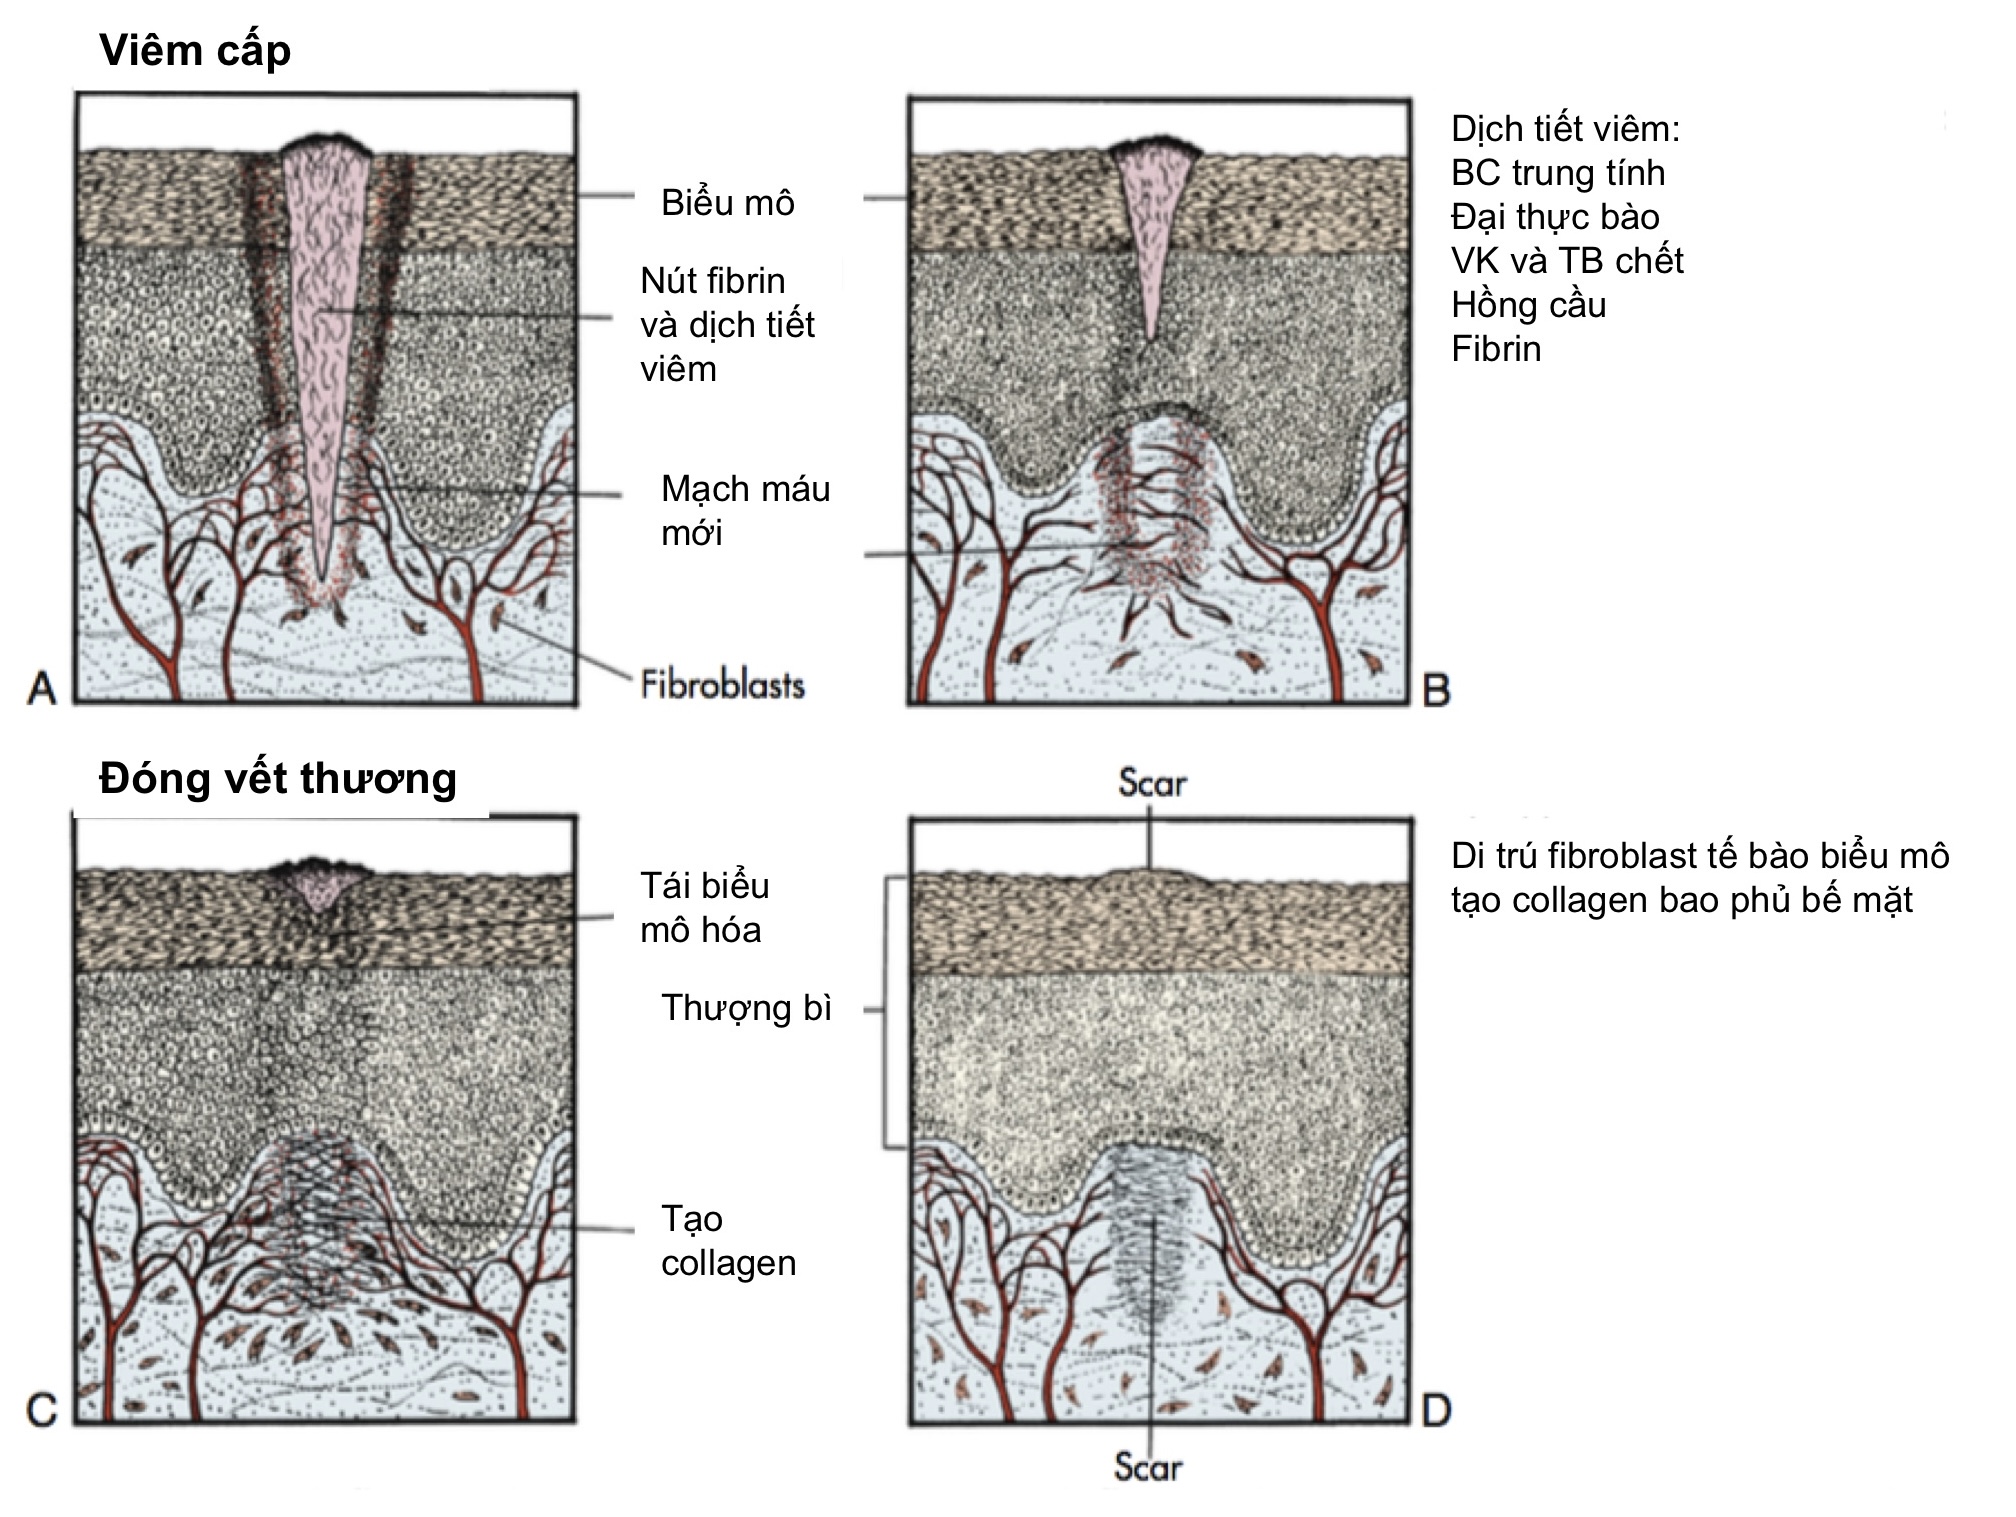 Viêm cấp
Biểu mô
Nút fibrin
và dịch tiết
viêm
Mạch máu
mới
Fibroblasts
A
Dịch tiết viêm:
BC trung tính
Đại thực bào
VK và TB chết
Hồng cầu
Fibrin
B
Đóng vết thương
Tái biểu
mô hóa
Thượng bì
Tạo
collagen
C
Scar
Di trú fibroblast tế bào biểu mô
tạo collagen bao phủ bế mặt
D
Scar